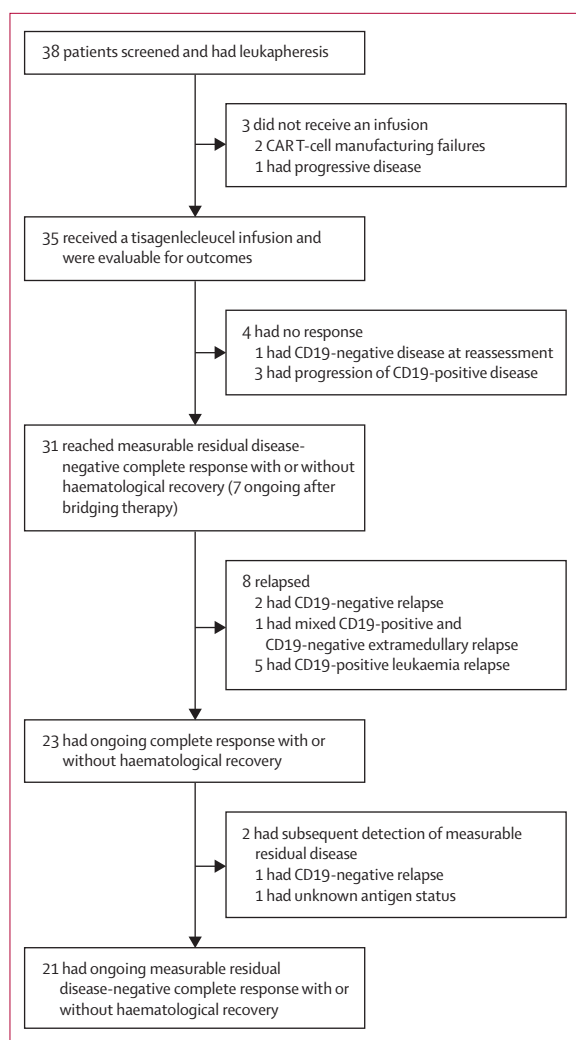 38 patients screened and had leukapheresis
3 did not receive an infusion
2 CAR T-cell manufacturing failures
1 had progressive disease
35 received a tisagenlecleucel infusion and
were evaluable for outcomes
4 had no response
1 had CD19-negative disease at reassessment
3 had progression of CD19-positive disease
31 reached measurable residual disease-
negative complete response with or without
haematological recovery (7 ongoing after
bridging therapy)
8 relapsed
2 had CD19-negative relapse
1 had mixed CD19-positive and
CD19-negative extramedullary relapse
5 had CD19-positive leukaemia relapse
23 had ongoing complete response with or
without haematological recovery
2 had subsequent detection of measurable
residual disease
1 had CD19-negative relapse
1 had unknown antigen status
21 had ongoing measurable residual
disease-negative complete response with or
without haematological recovery